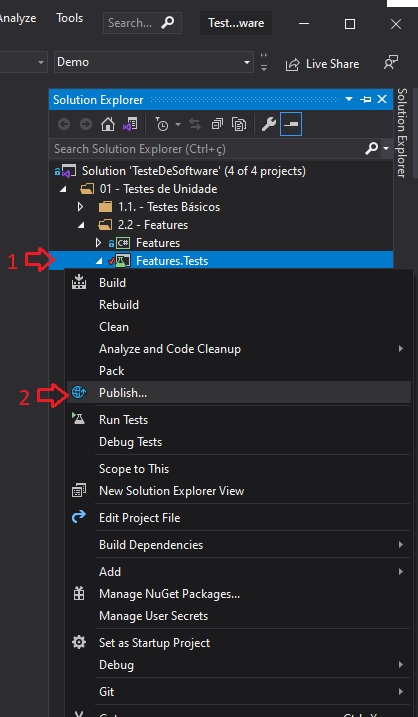 Analyze Tools Search... Test...ware
Demo Live Share
Solution Explorer
Solution Explorer
Search Solution Explorer (Ctrl+ç)
Solution 'TesteDeSoftware' (4 of 4 projects)
01 - Testes de Unidade
1.1. - Testes Básicos
2.2 - Features
C# Features
1 Features.Tests
Build
Rebuild
Clean
Analyze and Code Cleanup
Pack
2 Publish...
Run Tests
Debug Tests
Scope to This
New Solution Explorer View
Edit Project File
Build Dependencies
Add
Manage NuGet Packages...
Manage User Secrets
Set as Startup Project
Debug
Git